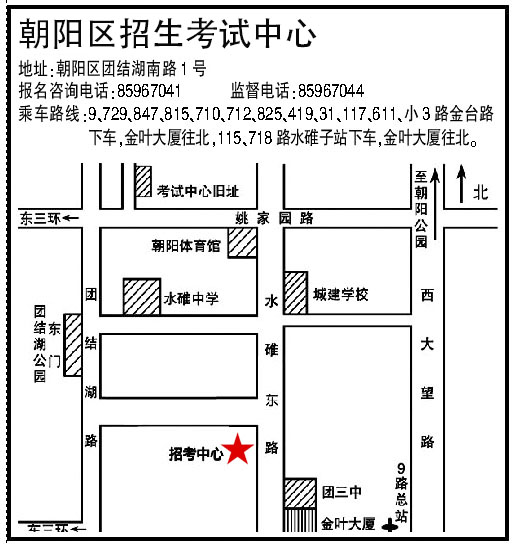 朝阳区招生考试中心
地址:朝阳区团结湖南路1号
报名咨询电话:85967041 监督电话:85967044
乘车路线:9、729、847、815、710、712、825、419、31、117、611、小3路金台路
下车,金叶大厦往北,115、718路水碓子站下车,金叶大厦往北。
考试中心旧址
至朝阳公园
北
东三环
姚家园路
朝阳体育馆
团结湖路
水碓中学
水碓东路
城建学校
西大望路
团结湖公园
东门
招考中心
9路总站
团三中
金叶大厦
东三环